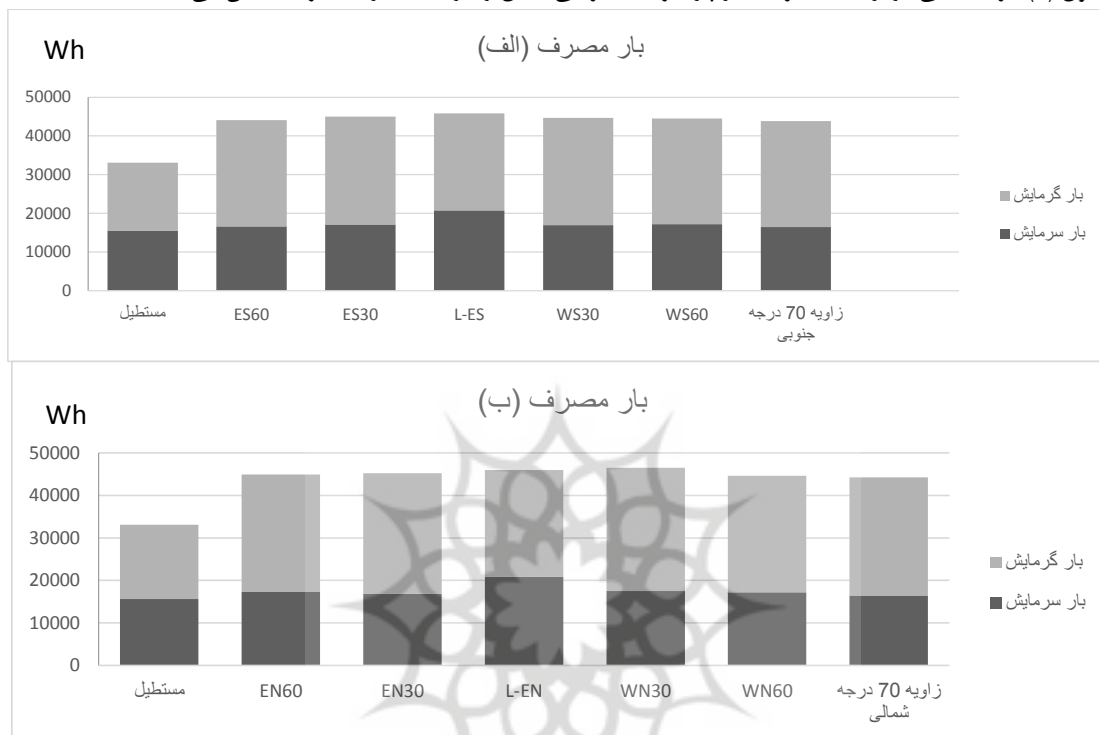 بار مصرف (الف)
Wh
50000
40000
30000
20000
10000
0
مستطیل ES60 ES30 L-ES WS30 WS60 زاویه 70 درجه
جنوبی
بار گرمایش
بار سرمایش
بار مصرف (ب)
Wh
50000
40000
30000
20000
10000
0
مستطیل EN60 EN30 L-EN WN30 WN60 زاویه 70 درجه
شمالی
بار گرمایش
بار سرمایش